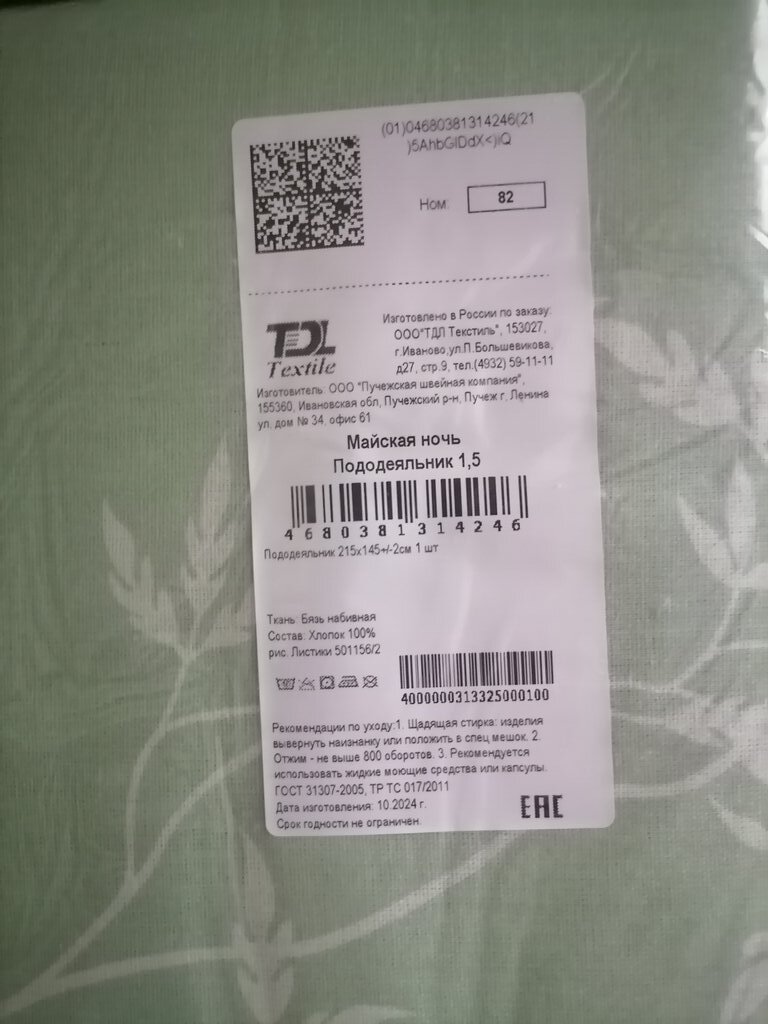 (01)04680381314246(21
)5AhbGIDdX<)iQ
Ном: 82
TDL
Textile
Изготовлено в России по заказу:
ООО"ТДЛ Текстиль", 153027,
г.Иваново,ул.П.Большевикова,
д27, стр.9, тел.(4932) 59-11-11
Изготовитель: ООО "Пучежская швейная компания",
155360, Ивановская обл, Пучежский р-н, Пучеж г, Ленина
ул, дом № 34, офис 61
Майская ночь
Пододеяльник 1,5
4680381314246
Пододеяльник 215х145+/-2см 1 шт
Ткань: Бязь набивная
Состав: Хлопок 100%
рис. Листики 501156/2
4000000313325000100
Рекомендации по уходу:1. Щадящая стирка: изделия
вывернуть наизнанку или положить в спец мешок. 2.
Отжим - не выше 800 оборотов. 3. Рекомендуется
использовать жидкие моющие средства или капсулы.
ГОСТ 31307-2005, ТР ТС 017/2011
Дата изготовления: 10.2024 г.
Срок годности не ограничен.
ЕАС